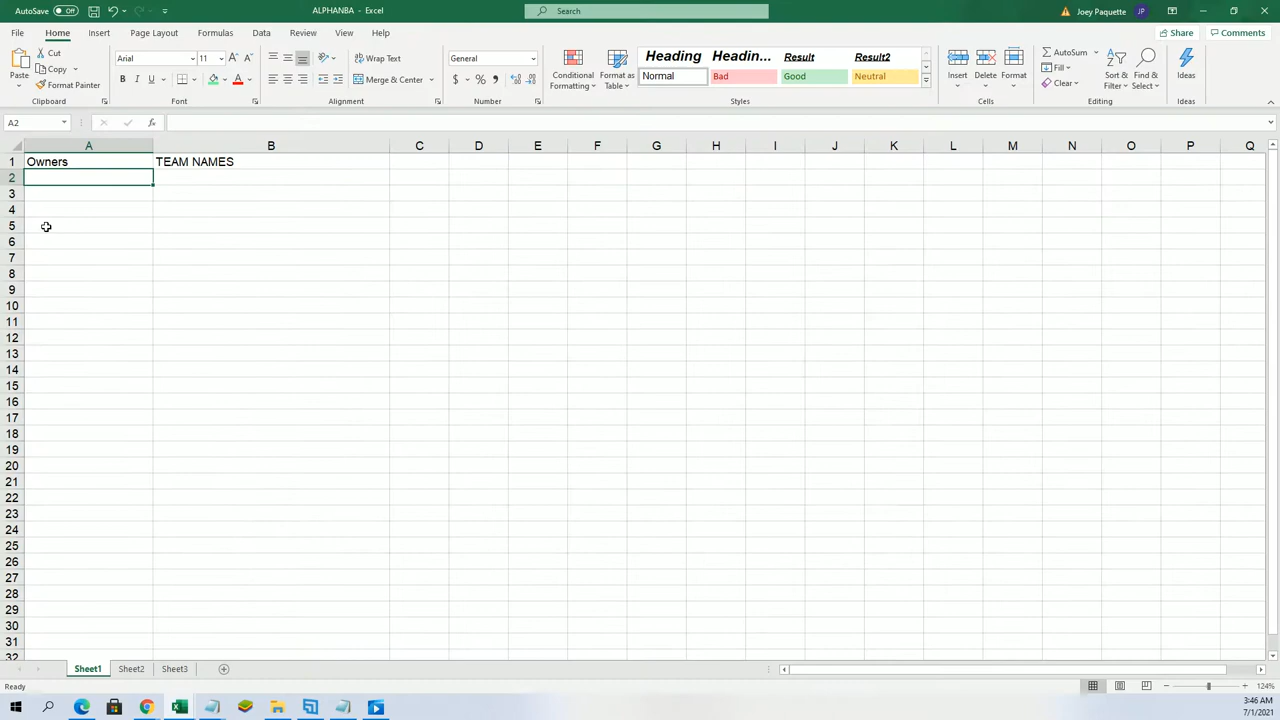 AutoSave Off ALPHANBA - Excel Search Joey Paquette JP
File Home Insert Page Layout Formulas Data Review View Help Share Comments
Paste Cut Copy Format Painter Clipboard
Arial 11 A A B I U A Font
Wrap Text Merge & Center Alignment
General $ % , Number
Conditional Formatting Format as Table Heading Headin... Result Result2 Normal Bad Good Neutral Styles
Insert Delete Format Cells
AutoSum Fill Clear Sort & Filter Find & Select Editing
Ideas Ideas
A2 fx
A B C D E F G H I J K L M N O P Q
1 Owners TEAM NAMES
2
3
4
5
6
7
8
9
10
11
12
13
14
15
16
17
18
19
20
21
22
23
24
25
26
27
28
29
30
31
32
Sheet1 Sheet2 Sheet3
Ready 124%
3:46 AM
7/1/2021